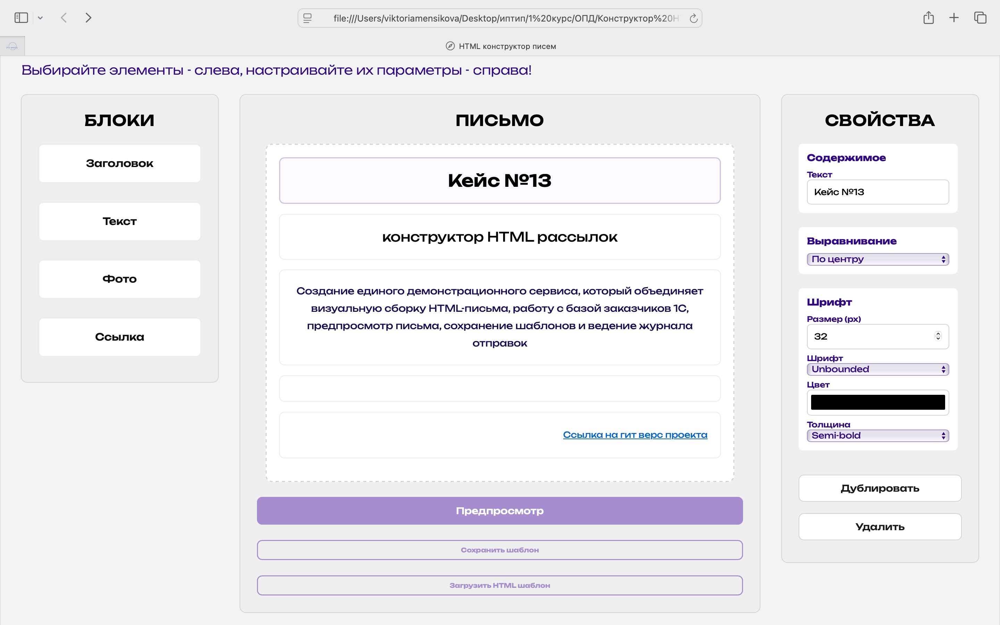 file:///Users/viktoriamensikova/Desktop/иптип/1%20курс/ОПД/Конструктор%20H
HTML конструктор писем
Выбирайте элементы - слева, настраивайте их параметры - справа!
БЛОКИ
Заголовок
Текст
Фото
Ссылка
ПИСЬМО
Кейс №13
конструктор HTML рассылок
Создание единого демонстрационного сервиса, который объединяет
визуальную сборку HTML-письма, работу с базой заказчиков 1С,
предпросмотр письма, сохранение шаблонов и ведение журнала
отправок
Ссылка на гит верс проекта
Предпросмотр
Сохранить шаблон
Загрузить HTML шаблон
СВОЙСТВА
Содержимое
Текст
Кейс №13
Выравнивание
По центру
Шрифт
Размер (px)
32
Шрифт
Unbounded
Цвет
Толщина
Semi-bold
Дублировать
Удалить